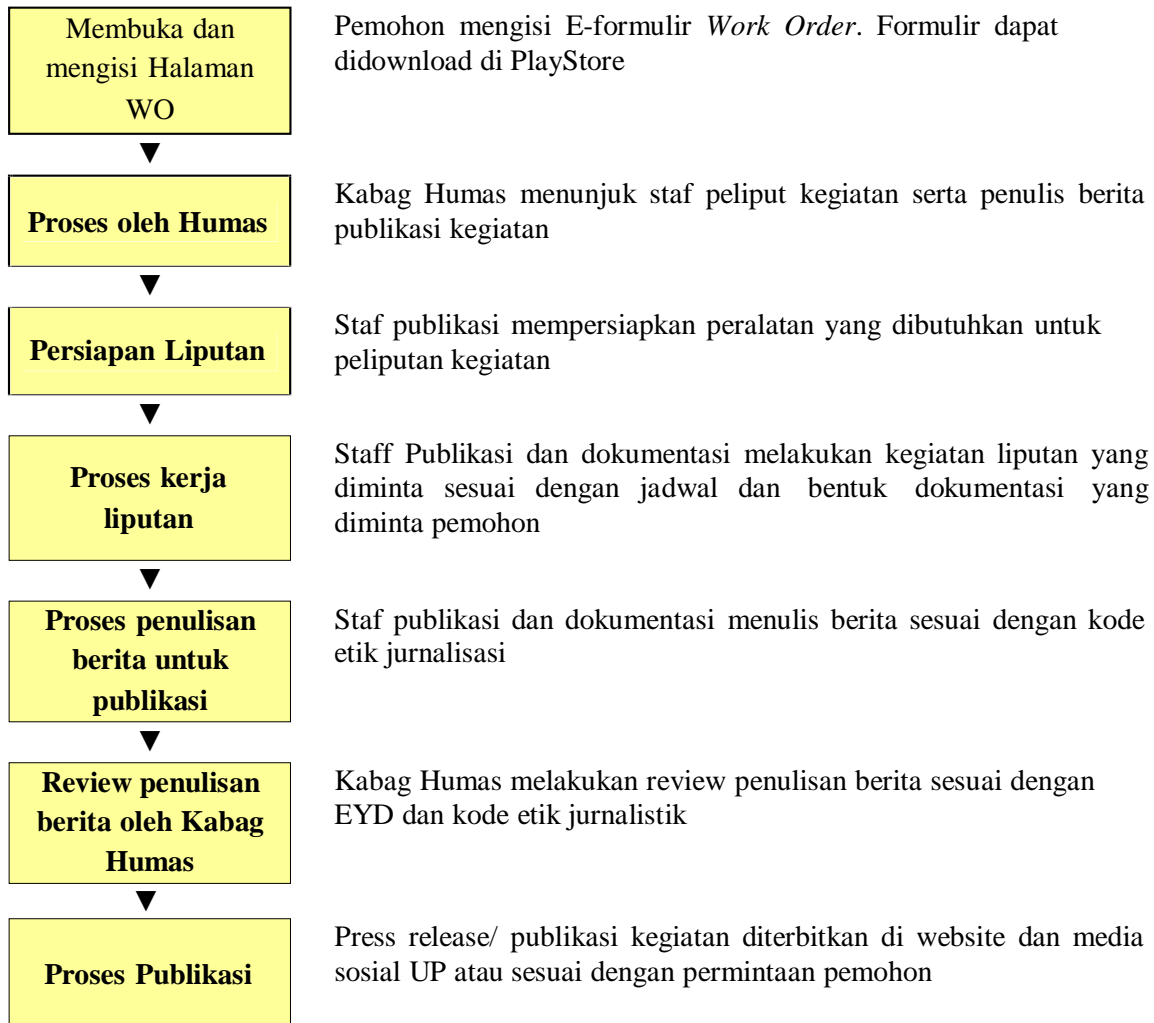 Membuka dan
mengisi Halaman
WO
Pemohon mengisi E-formulir Work Order. Formulir dapat
didownload di PlayStore
▼
Proses oleh Humas
Kabag Humas menunjuk staf peliput kegiatan serta penulis berita
publikasi kegiatan
▼
Persiapan Liputan
Staf publikasi mempersiapkan peralatan yang dibutuhkan untuk
peliputan kegiatan
▼
Proses kerja
liputan
Staff Publikasi dan dokumentasi melakukan kegiatan liputan yang
diminta sesuai dengan jadwal dan bentuk dokumentasi yang
diminta pemohon
▼
Proses penulisan
berita untuk
publikasi
Staf publikasi dan dokumentasi menulis berita sesuai dengan kode
etik jurnalisasi
▼
Review penulisan
berita oleh Kabag
Humas
Kabag Humas melakukan review penulisan berita sesuai dengan
EYD dan kode etik jurnalistik
▼
Proses Publikasi
Press release/ publikasi kegiatan diterbitkan di website dan media
sosial UP atau sesuai dengan permintaan pemohon